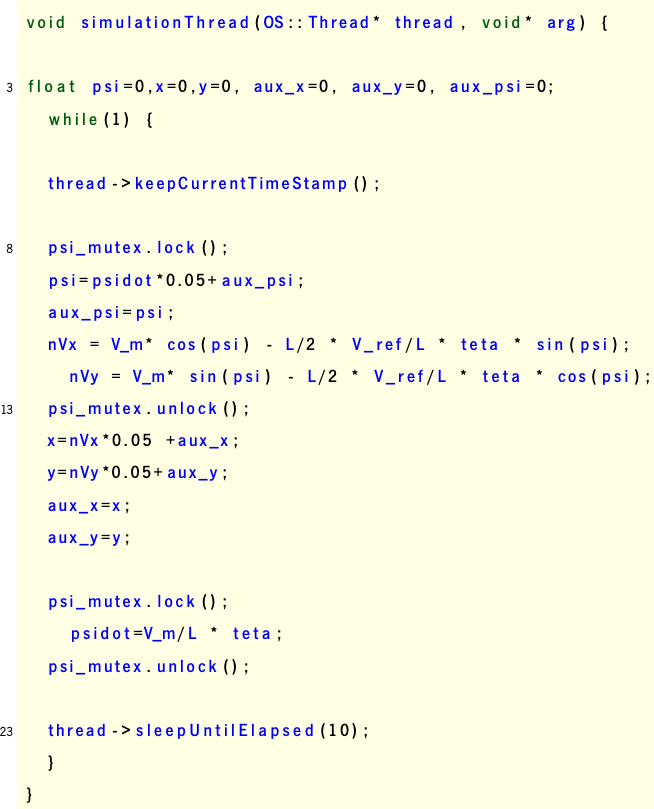 void simulationThread(OS::Thread* thread, void* arg) {
3 float psi=0,x=0,y=0, aux_x=0, aux_y=0, aux_psi=0;
while(1) {
thread->keepCurrentTimeStamp();
8 psi_mutex.lock();
psi=psidot*0.05+aux_psi;
aux_psi=psi;
nVx = V_m* cos(psi) - L/2 * V_ref/L * teta * sin(psi);
nVy = V_m* sin(psi) - L/2 * V_ref/L * teta * cos(psi);
13 psi_mutex.unlock();
x=nVx*0.05 +aux_x;
y=nVy*0.05+aux_y;
aux_x=x;
aux_y=y;
psi_mutex.lock();
psidot=V_m/L * teta;
psi_mutex.unlock();
23 thread->sleepUntilElapsed(10);
}
}